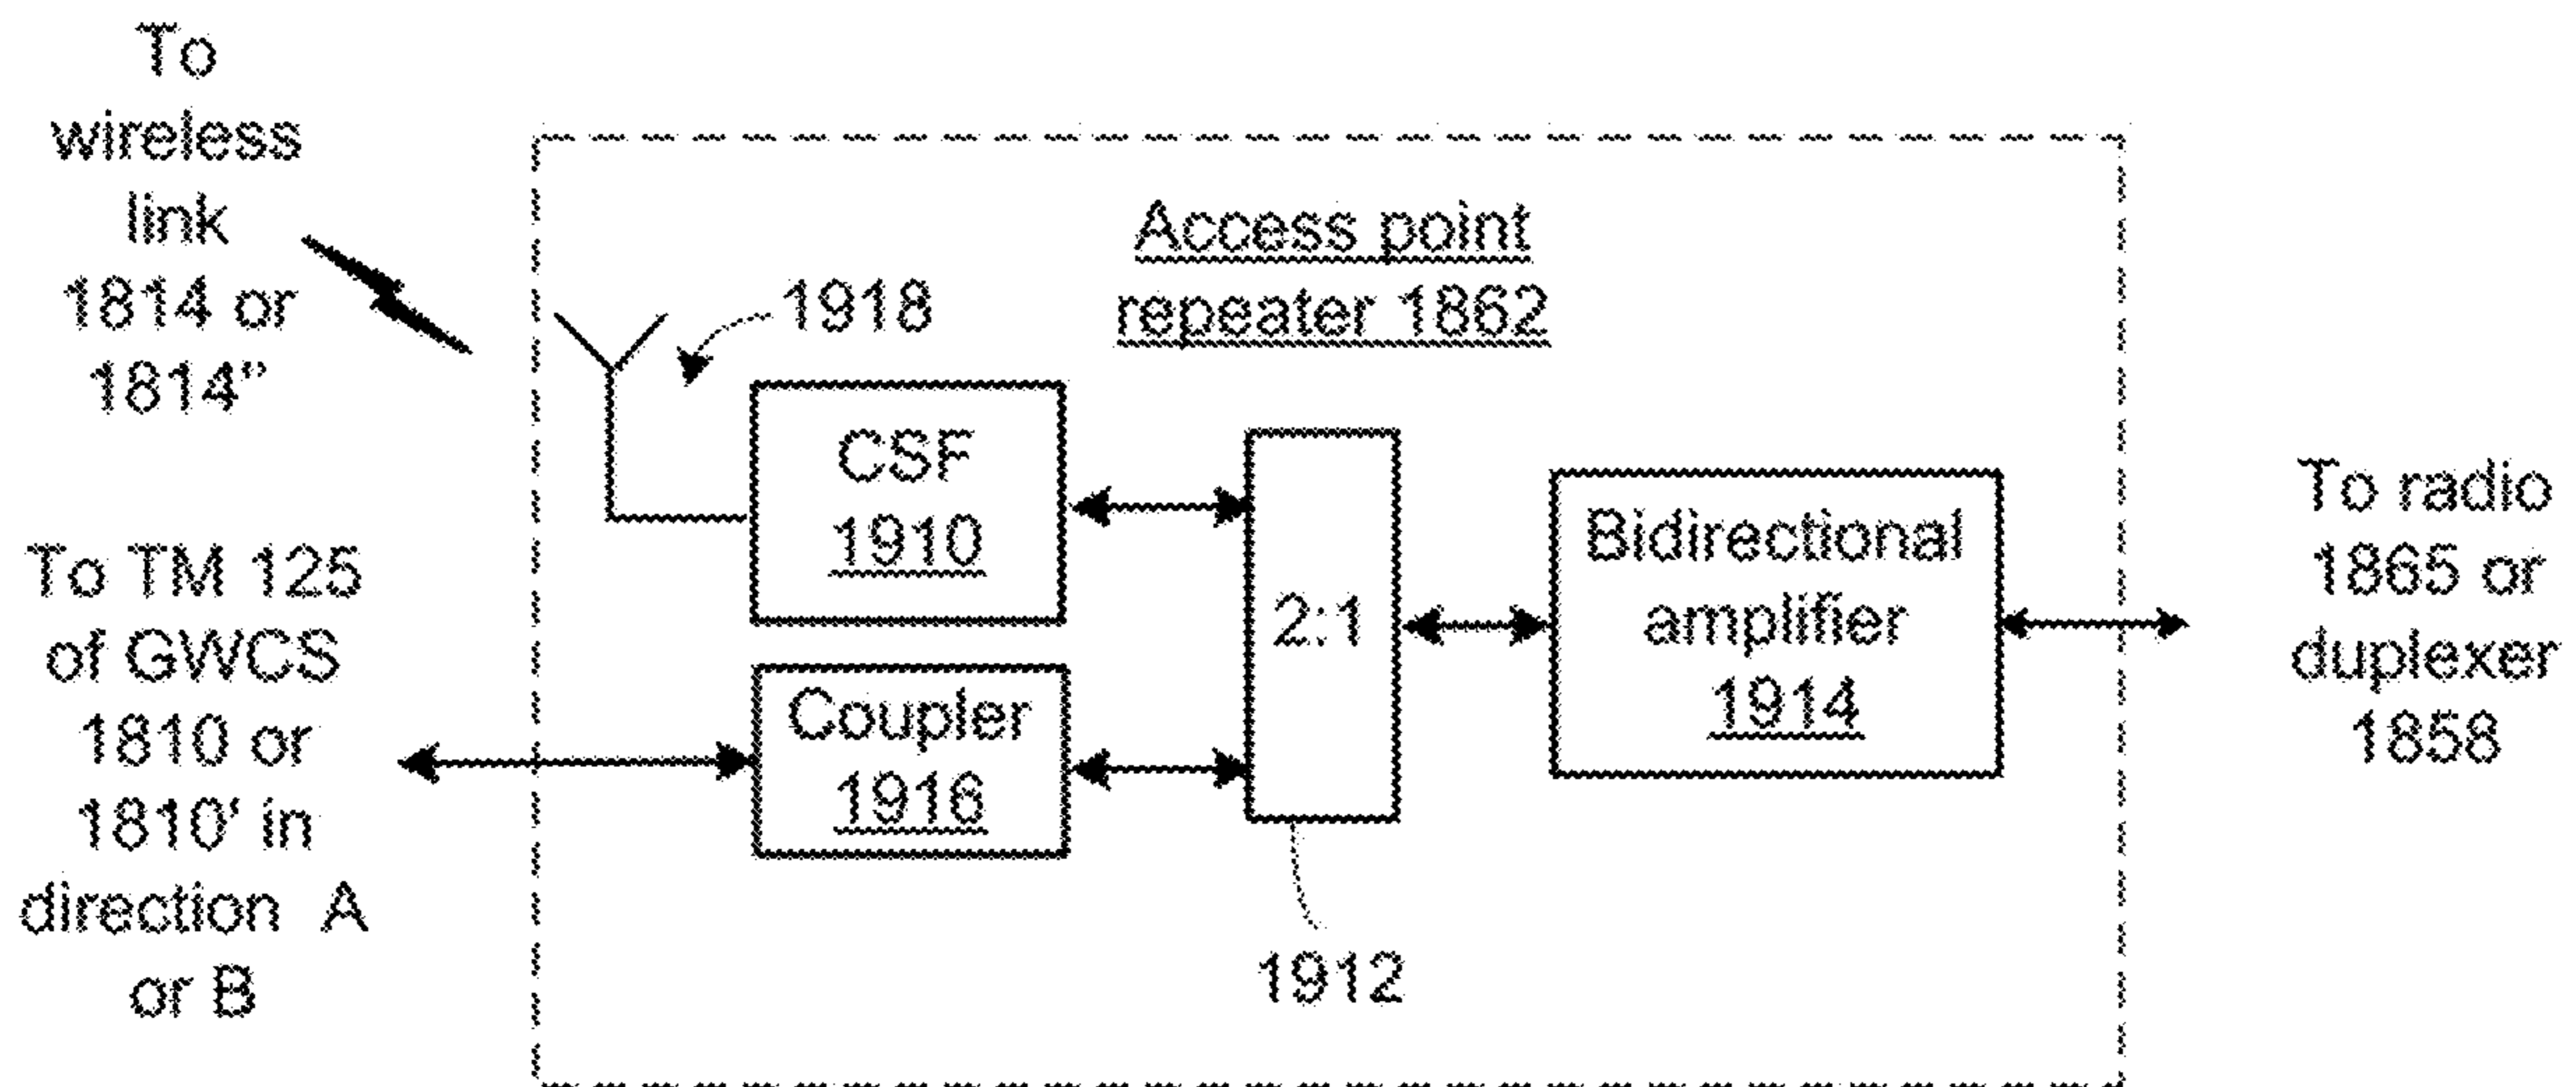 To
wireless
link
1814 or
1814"
To TM 125
of GWCS
1810 or
1810' in
direction A
or B
Access point
repeater 1862
1918
CSF
1910
Coupler
1916
2:1
1912
Bidirectional
amplifier
1914
To radio
1865 or
duplexer
1858